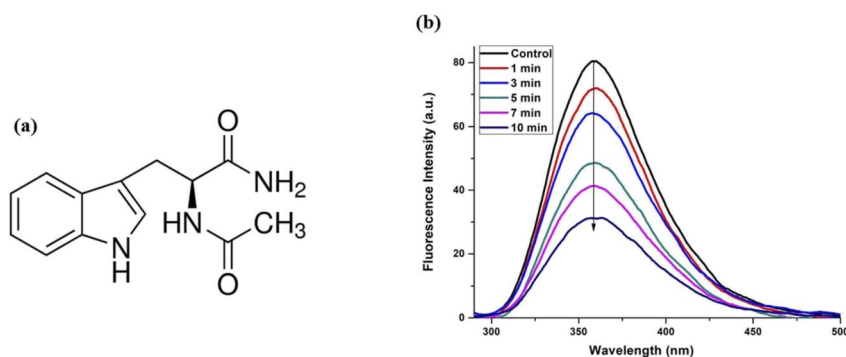 (a)
O
NH2
HN
CH3
N
H
O
(b)
Control
1 min
3 min
5 min
7 min
10 min
Fluorescence Intensity (a.u.)
80
60
40
20
0
300
350
400
450
500
Wavelength (nm)